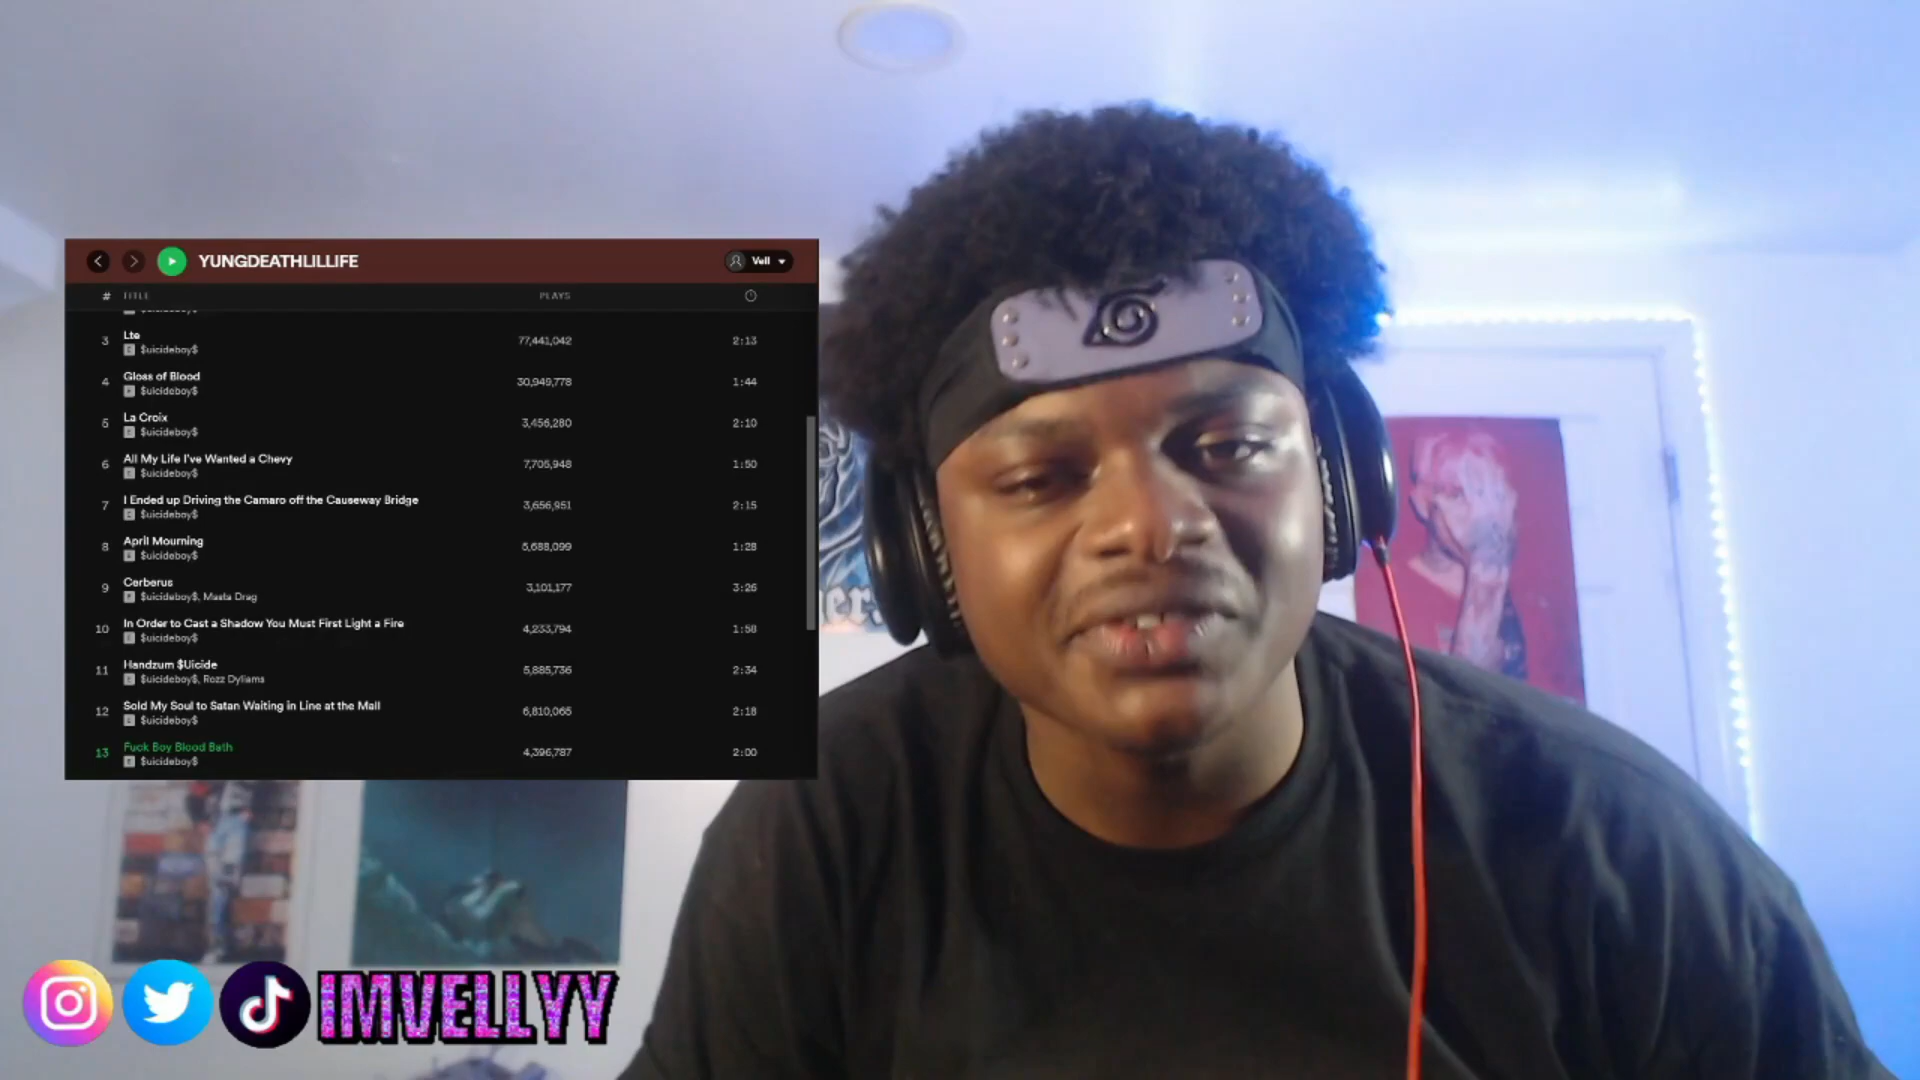 YUNGDEATHLILLIFE
Vell
# TITLE PLAYS
$uicideboy$
3 Lte 77,441,042 2:13
$uicideboy$
4 Gloss of Blood 30,949,778 1:44
$uicideboy$
5 La Croix 3,456,280 2:10
$uicideboy$
6 All My Life I've Wanted a Chevy 7,705,948 1:50
$uicideboy$
7 I Ended up Driving the Camaro off the Causeway Bridge 3,656,951 2:15
$uicideboy$
8 April Mourning 5,688,099 1:28
$uicideboy$
9 Cerberus 3,101,177 3:26
$uicideboy$, Masta Drag
10 In Order to Cast a Shadow You Must First Light a Fire 4,233,794 1:58
$uicideboy$
11 Handzum $Uicide 5,885,736 2:34
$uicideboy$, Rozz Dyliams
12 Sold My Soul to Satan Waiting in Line at the Mall 6,810,065 2:18
$uicideboy$
13 Fuck Boy Blood Bath 4,396,787 2:00
$uicideboy$
IMVELLYY